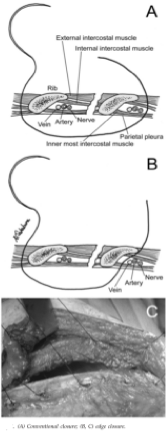 A
External intercostal muscle
Internal intercostal muscle
Rib
Vein
Artery
Nerve
Parietal pleura
Inner most intercostal muscle
B
Nerve
Artery
Vein
C
. (A) Conventional closure; (B, C) edge closure.